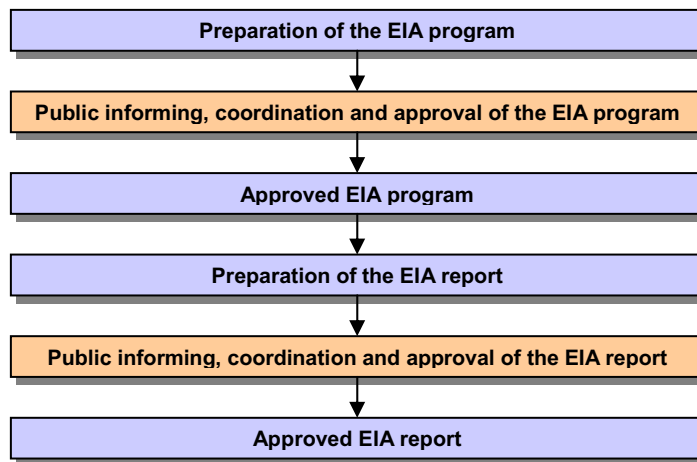 Preparation of the EIA program
Public informing, coordination and approval of the EIA program
Approved EIA program
Preparation of the EIA report
Public informing, coordination and approval of the EIA report
Approved EIA report